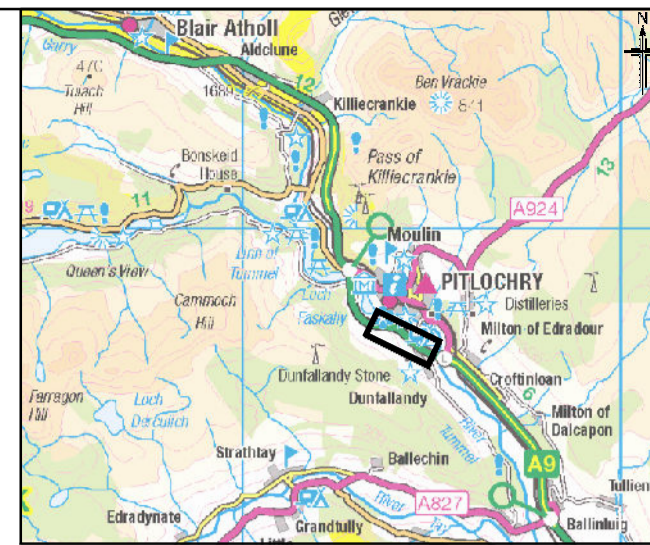 N
Blair Atholl
Garry
Aldclune
470
Tulach
Hill
12
1689
Killiecrankie
Ben Vrackie
841
Pass of
Killiecrankie
Bonskeid
House
11
9
13
A924
Moulin
Queen's View
Linn of
Tummel
PITLOCHRY
Loch
Faskally
Distilleries
Cammoch
Hill
Milton of Edradour
Dunfallandy Stone
Dunfallandy
Croftinloan
6
Farragon
Hill
Loch
Derculich
Milton of
Dalcapon
River
Tummel
Strathtay
Ballechin
A9
Tullien
A827
River
Tay
Edradynate
Grandtully
Ballinluig
Little